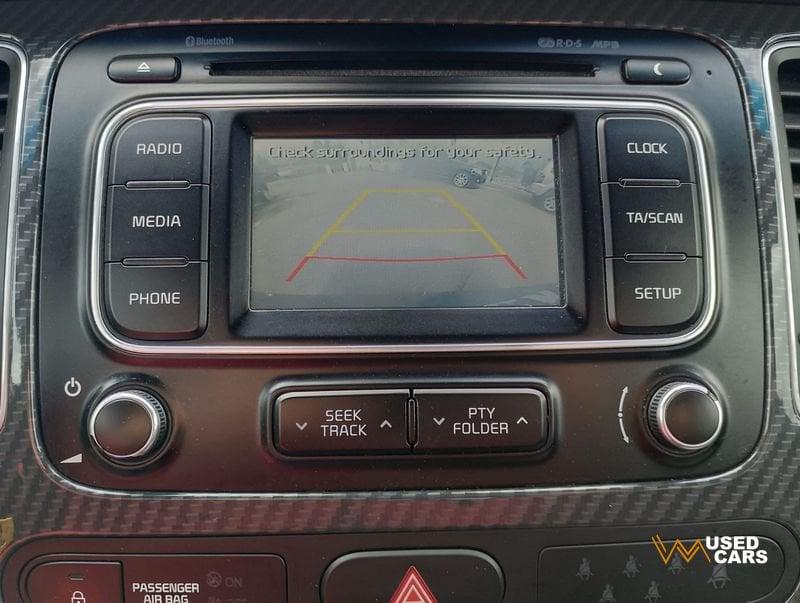 Bluetooth
R·D·S MP3
RADIO
MEDIA
PHONE
Check surroundings for your safety.
CLOCK
TA/SCAN
SETUP
SEEK
TRACK
PTY
FOLDER
PASSENGER
AIR BAG
ON
USED
CARS